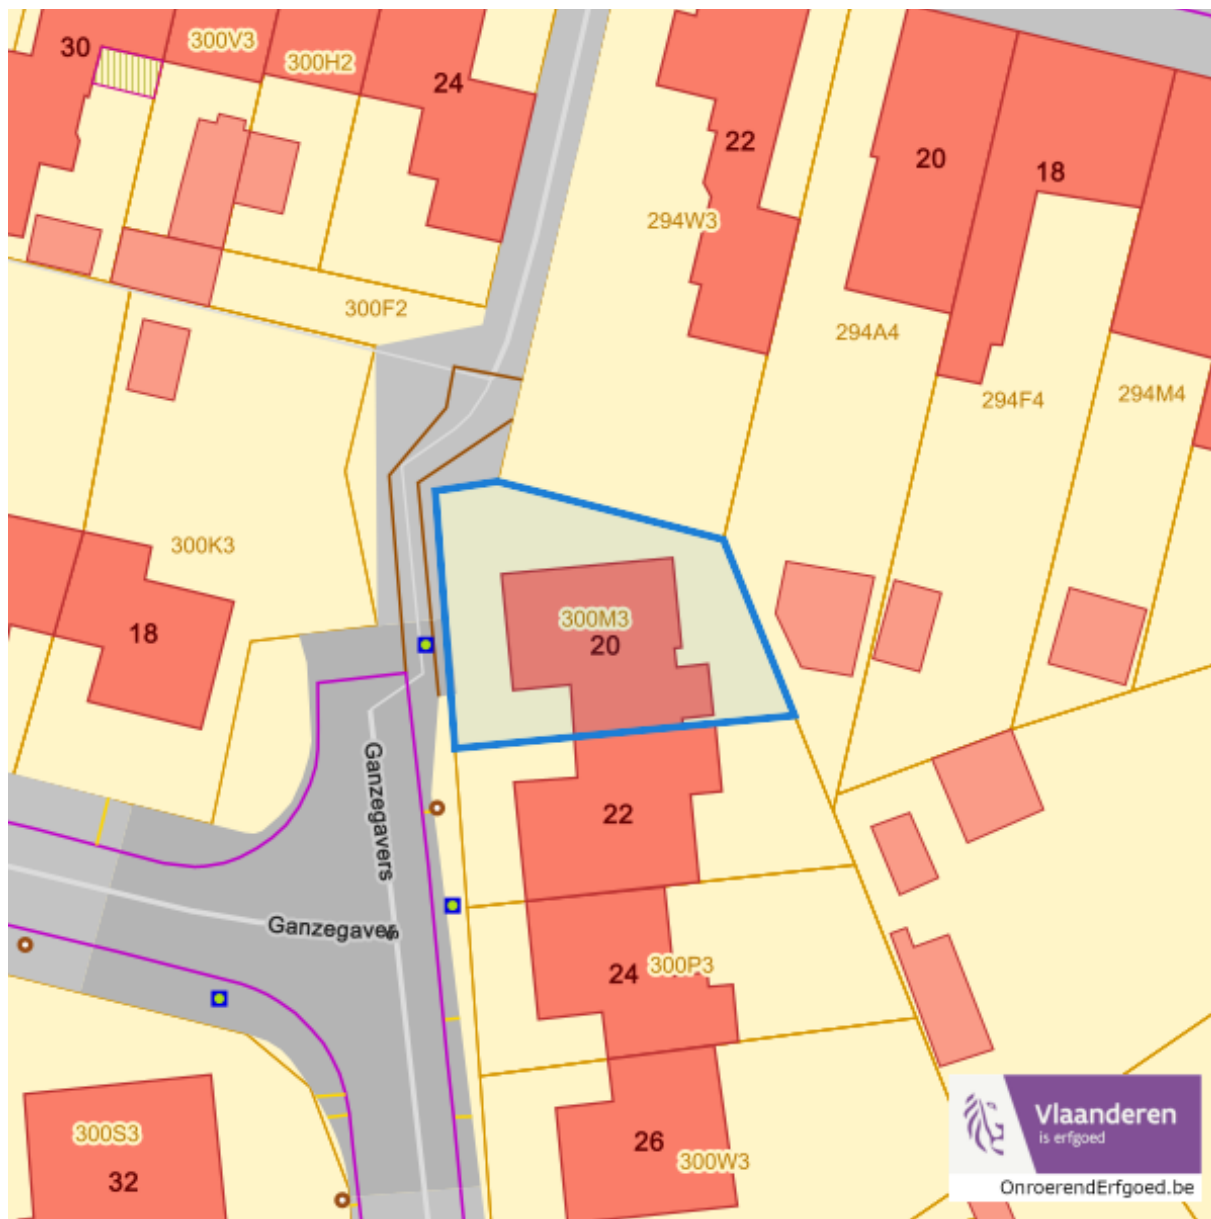 30
300V3
300H2
24
22
20
18
294W3
300F2
294A4
294F4
294M4
300K3
18
300M3
20
22
Ganzegavers
Ganzegavers
24
300P3
26
300W3
300S3
32
Vlaanderen
is erfgoed
OnroerendErfgoed.be